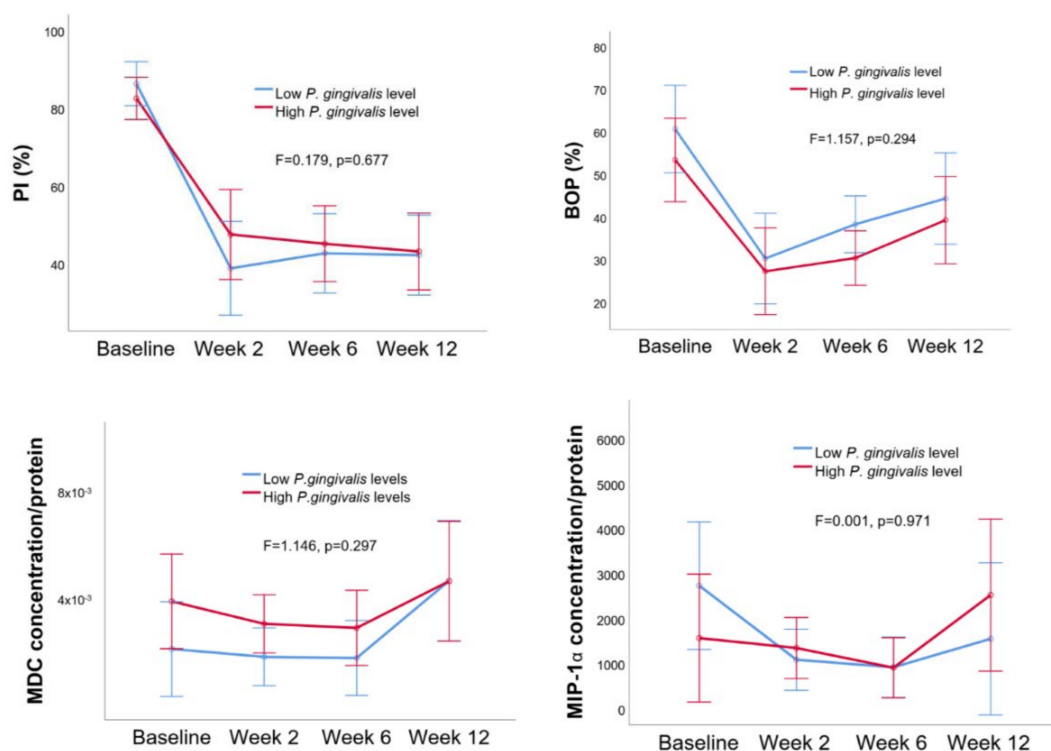 PI (%)
100
80
60
40
Low P. gingivalis level
High P. gingivalis level
F=0.179, p=0.677
Baseline Week 2 Week 6 Week 12
BOP (%)
80
70
60
50
40
30
20
Low P. gingivalis level
High P. gingivalis level
F=1.157, p=0.294
Baseline Week 2 Week 6 Week 12
MDC concentration/protein
8x10⁻³
4x10⁻³
Low P.gingivalis levels
High P.gingivalis levels
F=1.146, p=0.297
Baseline Week 2 Week 6 Week 12
MIP-1α concentration/protein
6000
5000
4000
3000
2000
1000
0
Low P. gingivalis level
High P. gingivalis level
F=0.001, p=0.971
Baseline Week 2 Week 6 Week 12